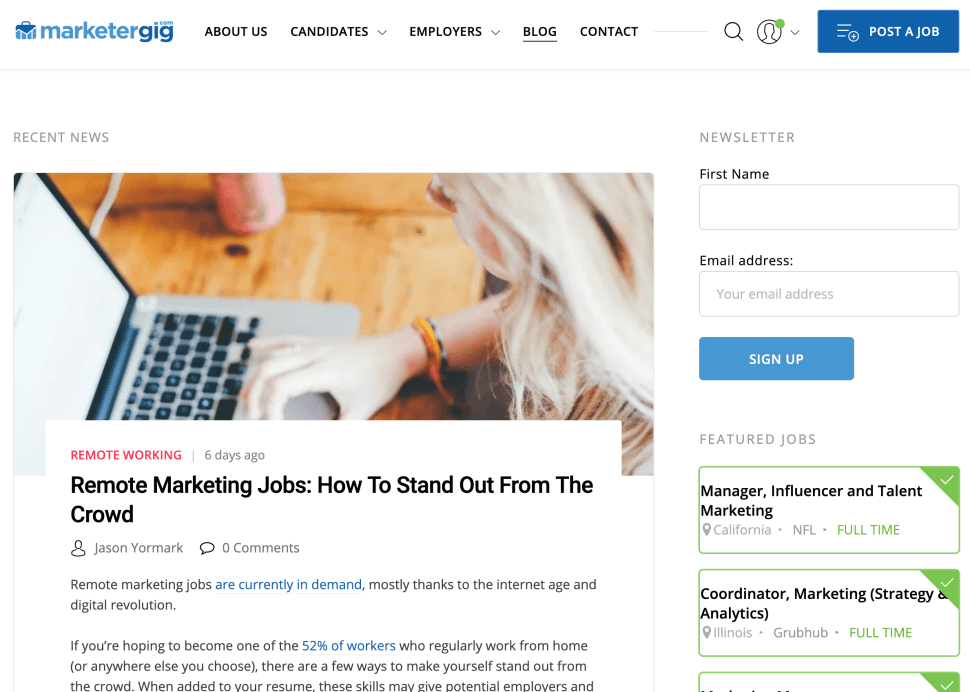 marketergig.com
ABOUT US
CANDIDATES
EMPLOYERS
BLOG
CONTACT
POST A JOB
RECENT NEWS
REMOTE WORKING | 6 days ago
Remote Marketing Jobs: How To Stand Out From The
Crowd
Jason Yormark 0 Comments
Remote marketing jobs are currently in demand, mostly thanks to the internet age and
digital revolution.
If you’re hoping to become one of the 52% of workers who regularly work from home
(or anywhere else you choose), there are a few ways to make yourself stand out from
the crowd. When added to your resume, these skills may give potential employers and
NEWSLETTER
First Name
Email address:
Your email address
SIGN UP
FEATURED JOBS
Manager, Influencer and Talent
Marketing
California • NFL • FULL TIME
Coordinator, Marketing (Strategy &
Analytics)
Illinois • Grubhub • FULL TIME